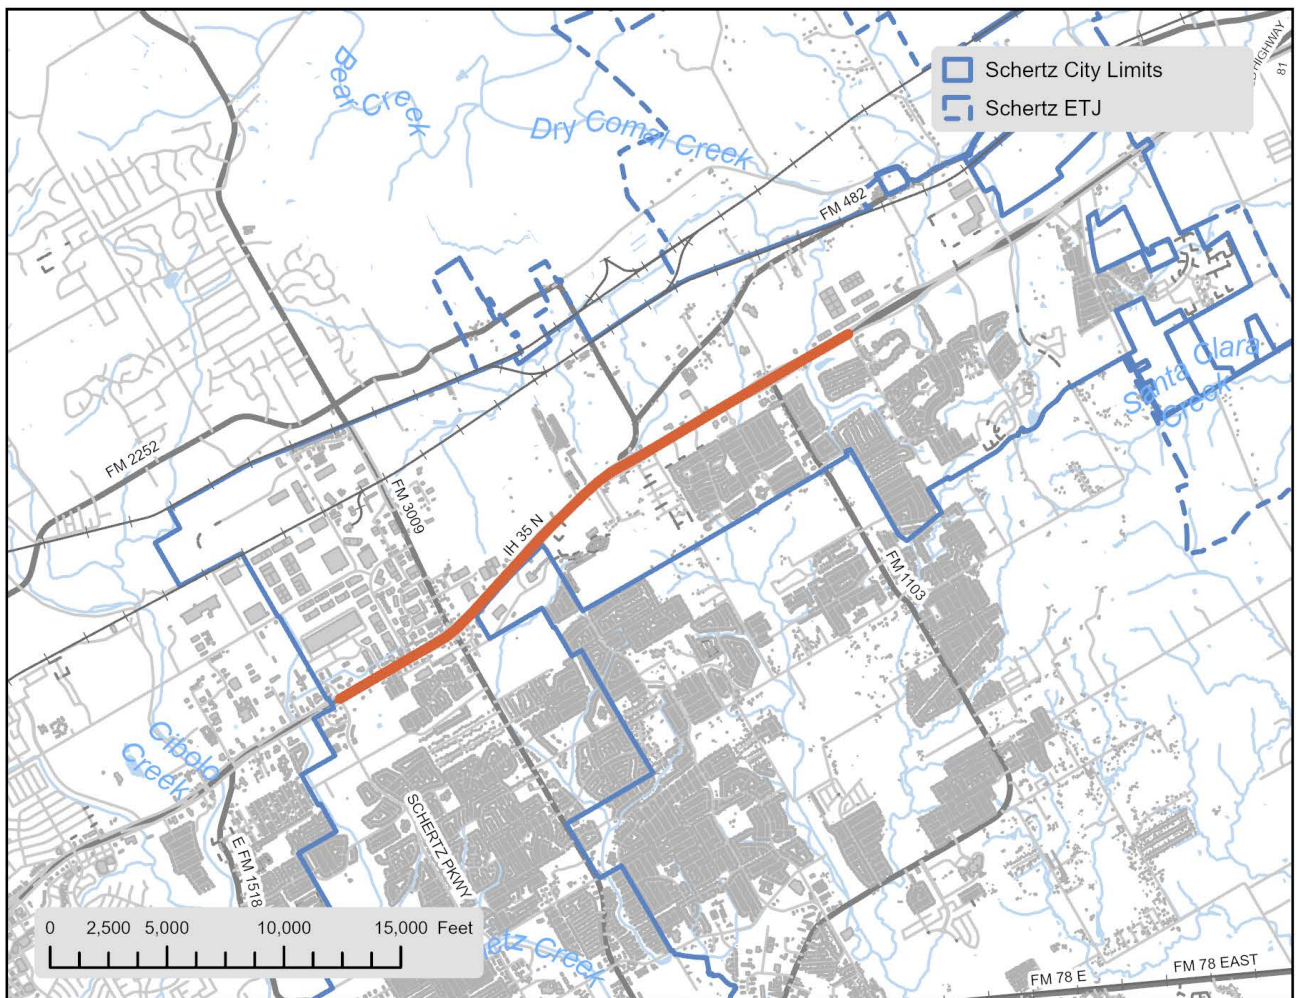 Bear Creek
Dry Comal Creek
Schertz City Limits
Schertz ETJ
HIGHWAY
81
FM 482
Santa Clara
Creek
FM 2252
FM 3009
IH 35 N
FM 1103
Cibolo
Creek
SCHERTZ PKWY
E FM 1518
0 2,500 5,000 10,000 15,000 Feet
Creek
FM 78 E
FM 78 EAST